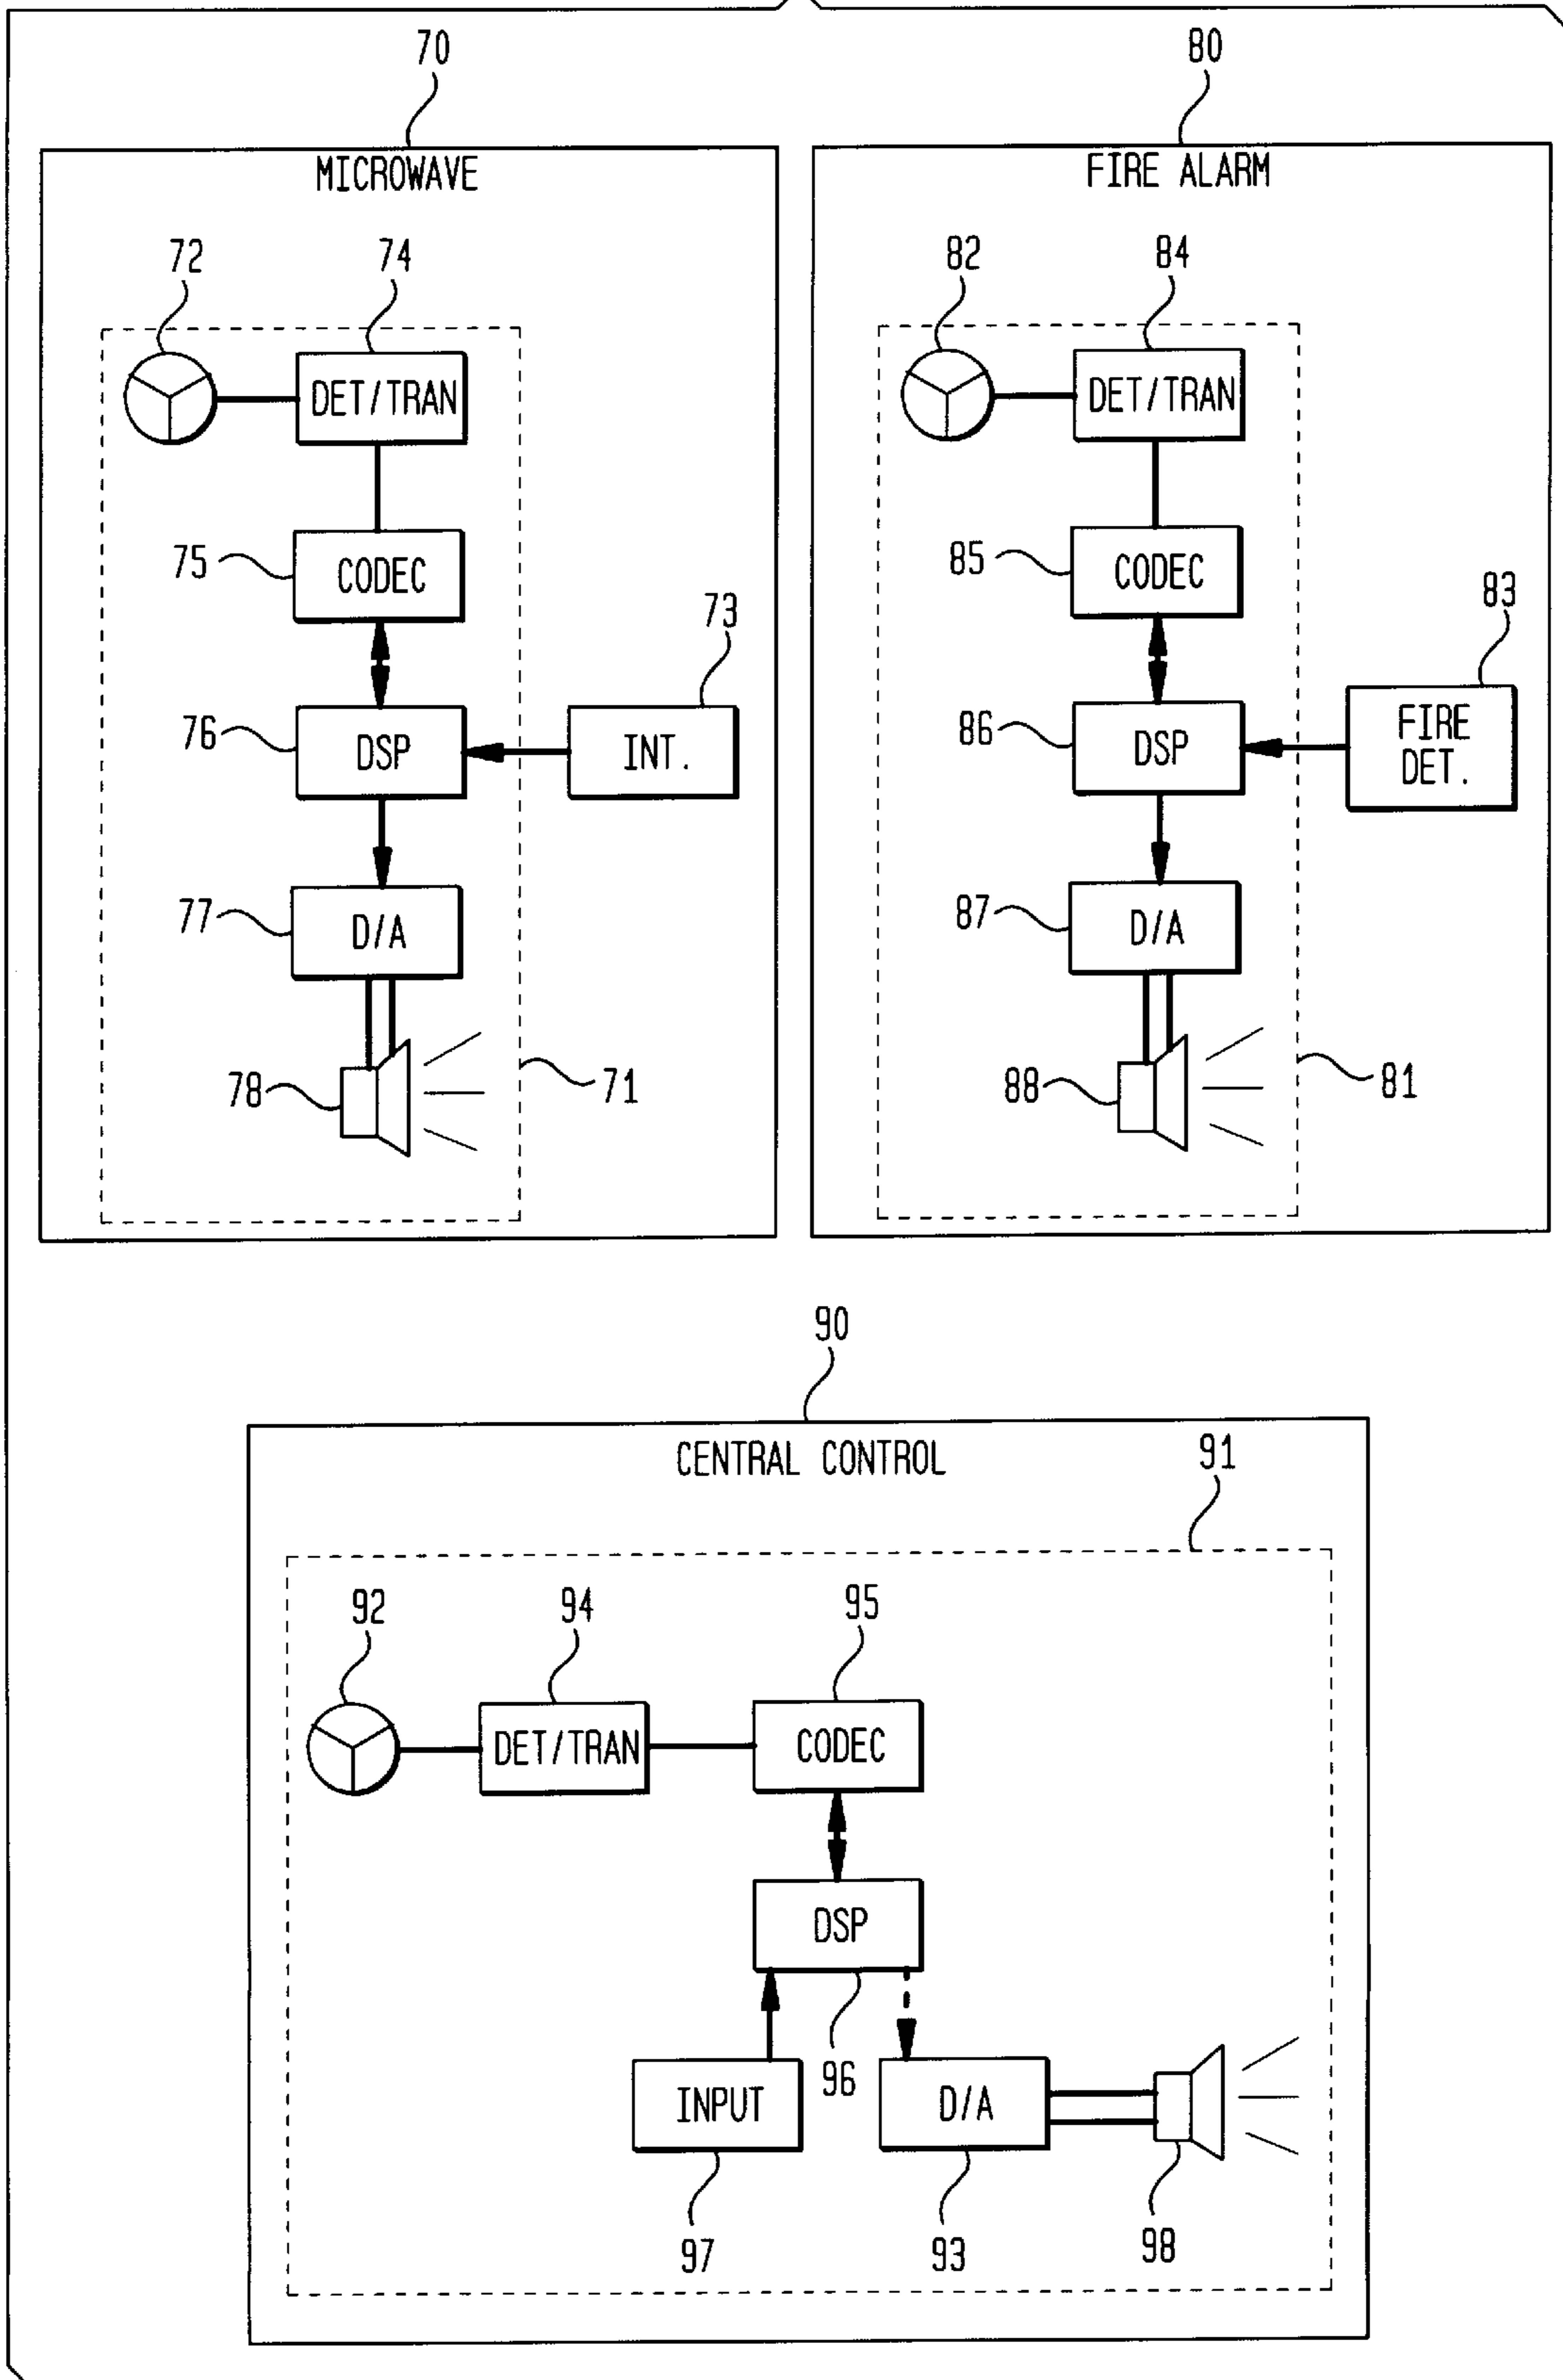 70
MICROWAVE
72
74
DET/TRAN
75
CODEC
73
76
DSP
INT.
77
D/A
78
71
80
FIRE ALARM
82
84
DET/TRAN
85
CODEC
83
86
DSP
FIRE
DET.
87
D/A
88
81
90
CENTRAL CONTROL
91
92
94
95
DET/TRAN
CODEC
DSP
96
INPUT
D/A
97
93
98